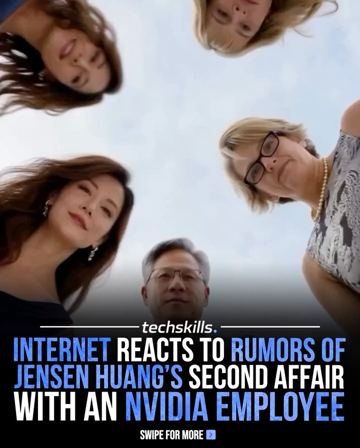 techskills.
INTERNET REACTS TO RUMORS OF
JENSEN HUANG'S SECOND AFFAIR
WITH AN NVIDIA EMPLOYEE
SWIPE FOR MORE